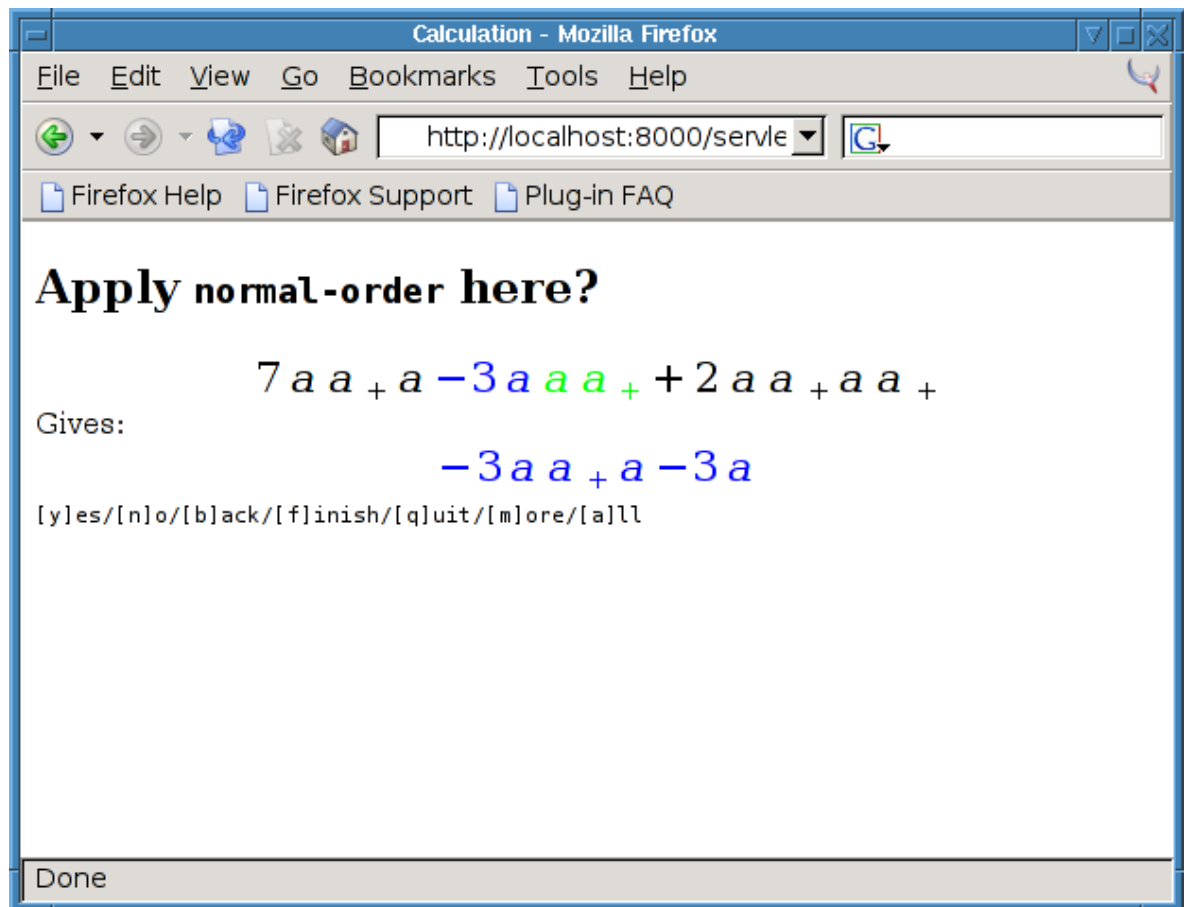 Calculation - Mozilla Firefox
File Edit View Go Bookmarks Tools Help
http://localhost:8000/servle G
Firefox Help Firefox Support Plug-in FAQ
Apply normal-order here?
7 a a + a −3 a a a + + 2 a a + a a +
Gives:
−3 a a + a −3 a
[y]es/[n]o/[b]ack/[f]inish/[q]uit/[m]ore/[a]ll
Done